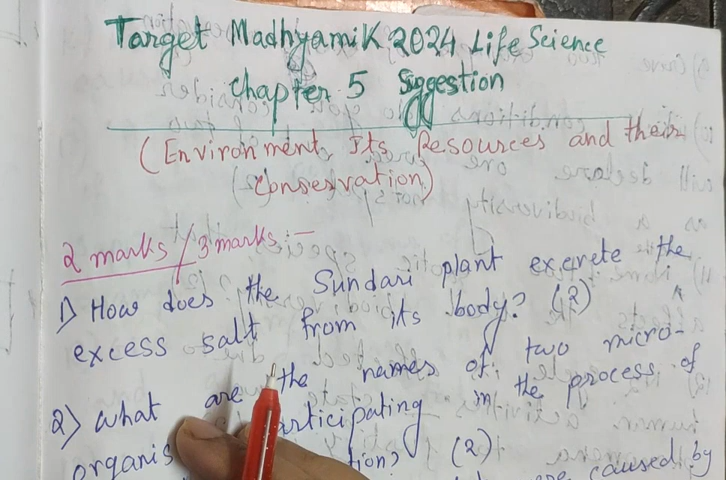 Target Madhyamik 2024 Life Science
Chapter 5 Suggestion
(Environment Its Resources and their
Conservation)
2 marks/3 marks :-
1) How does the Sundari plant excrete the
excess salt from its body? (2)
2) What are the names of two micro-
organis participating in the process of
tion? (2)
are caused by